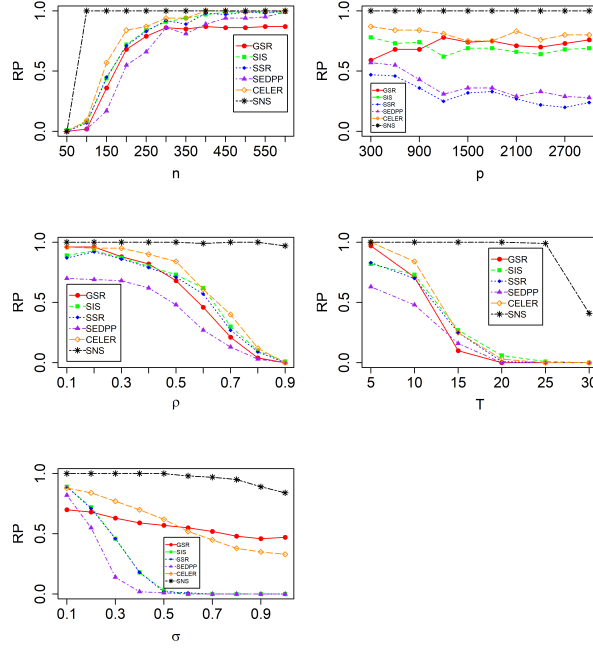 RP
0.0 0.5 1.0
50 150 250 350 450 550
n
GSR
SIS
SSR
SEDPP
CELER
SNS
RP
0.0 0.5 1.0
300 900 1500 2100 2700
p
GSR
SIS
SSR
SEDPP
CELER
SNS
RP
0.0 0.5 1.0
0.1 0.3 0.5 0.7 0.9
ρ
GSR
SIS
SSR
SEDPP
CELER
SNS
RP
0.0 0.5 1.0
5 10 15 20 25 30
T
GSR
SIS
SSR
SEDPP
CELER
SNS
RP
0.0 0.5 1.0
0.1 0.3 0.5 0.7 0.9
σ
GSR
SIS
SSR
SEDPP
CELER
SNS